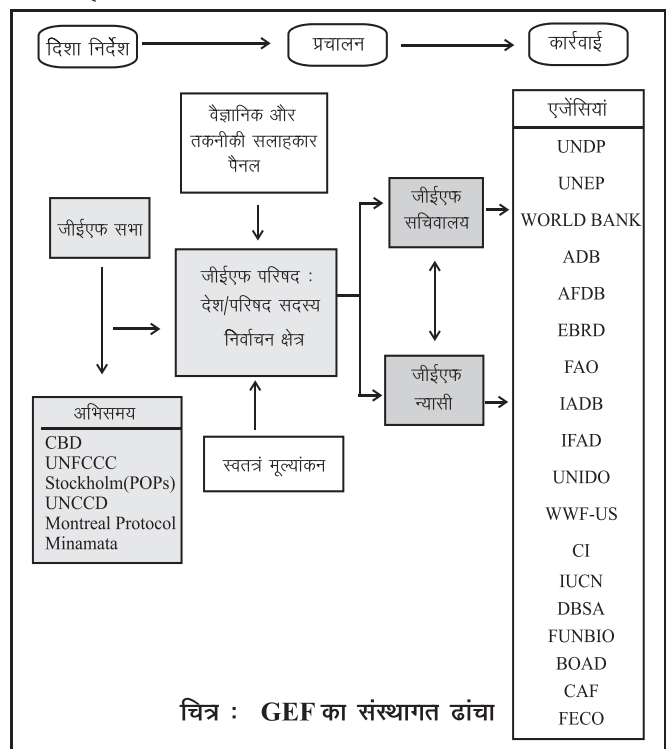 दिशा निर्देश
प्रचालन
कार्रवाई
वैज्ञानिक और
तकनीकी सलाहकार
पैनल
जीईएफ सभा
जीईएफ परिषद :
देश/परिषद सदस्य
निर्वाचन क्षेत्र
जीईएफ
सचिवालय
जीईएफ
न्यासी
अभिसमय
CBD
UNFCCC
Stockholm(POPs)
UNCCD
Montreal Protocol
Minamata
स्वतत्रं मूल्यांकन
एजेंसियां
UNDP
UNEP
WORLD BANK
ADB
AFDB
EBRD
FAO
IADB
IFAD
UNIDO
WWF-US
CI
IUCN
DBSA
FUNBIO
BOAD
CAF
FECO
चित्र : GEF का संस्थागत ढांचा